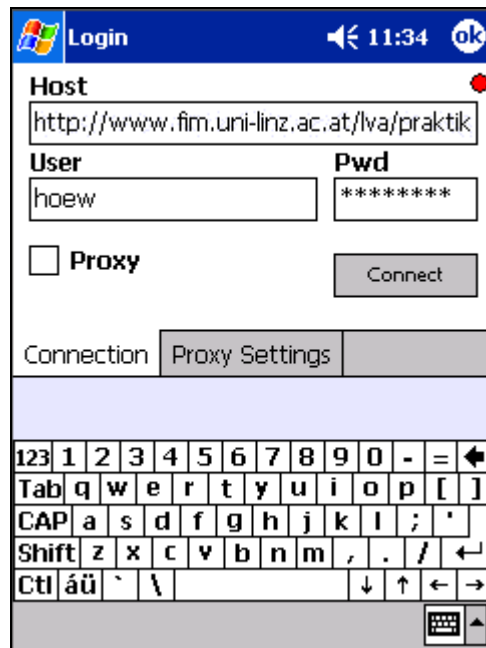 Login 11:34 ok
Host
http://www.fim.uni-linz.ac.at/lva/praktik
User Pwd
hoew ********
Proxy Connect
Connection Proxy Settings
123 1 2 3 4 5 6 7 8 9 0 - = 🡄
Tab q w e r t y u i o p [ ]
CAP a s d f g h j k l ; '
Shift z x c v b n m , . / ↵
Ctl áü ` \ ↓ ↑ ← →